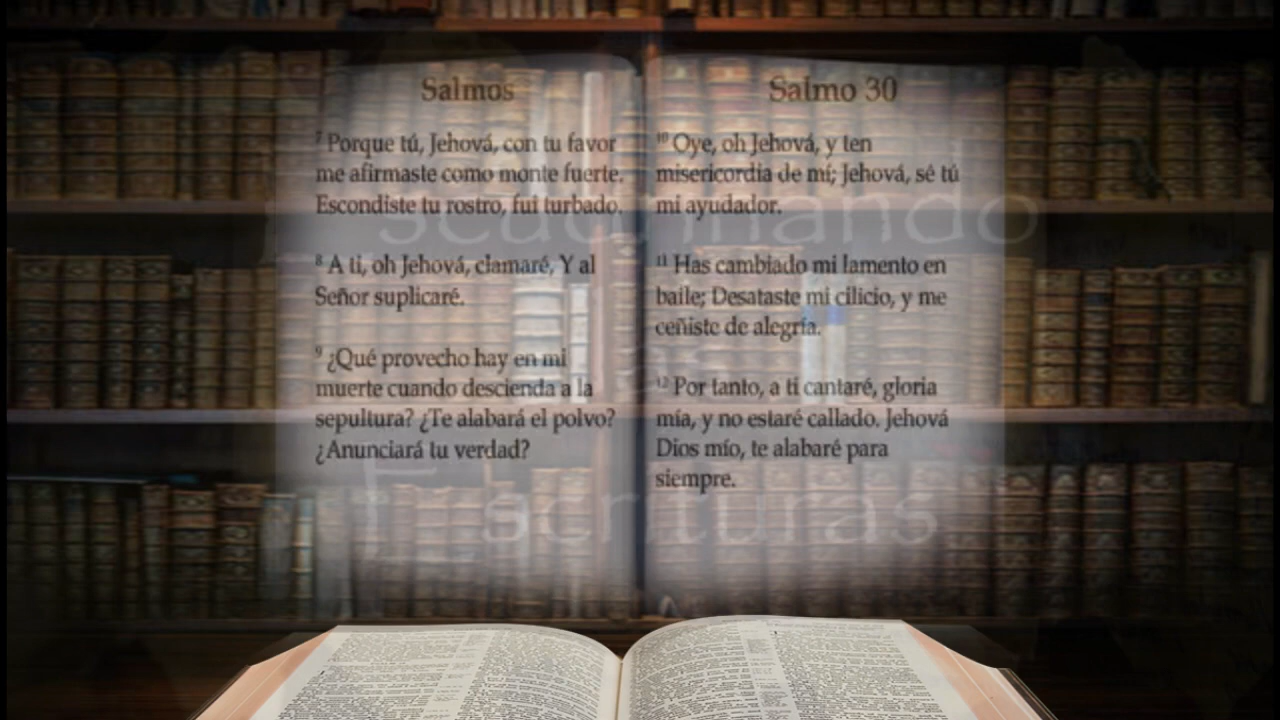 Salmos
7 Porque tú, Jehová, con tu favor
me afirmaste como monte fuerte.
Escondiste tu rostro, fui turbado.
8 A ti, oh Jehová, clamaré, Y al
Señor suplicaré.
9 ¿Qué provecho hay en mi
muerte cuando descienda a la
sepultura? ¿Te alabará el polvo?
¿Anunciará tu verdad?
Salmo 30
10 Oye, oh Jehová, y ten
misericordia de mí; Jehová, sé tú
mi ayudador.
11 Has cambiado mi lamento en
baile; Desataste mi cilicio, y me
ceñiste de alegría.
12 Por tanto, a ti cantaré, gloria
mía, y no estaré callado. Jehová
Dios mío, te alabaré para
siempre.
Escrituras